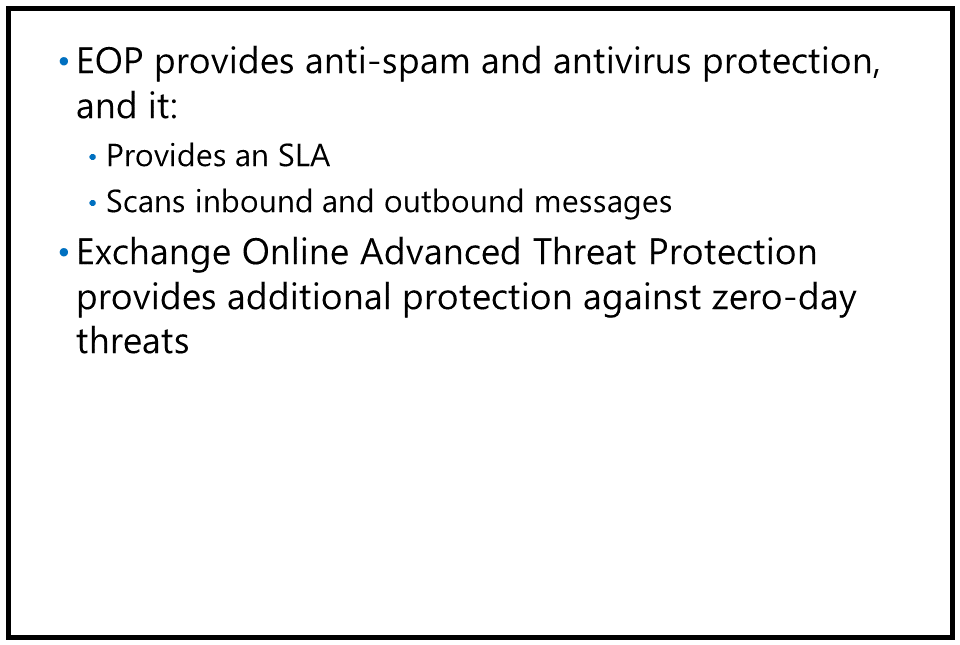 • EOP provides anti-spam and antivirus protection,
and it:
• Provides an SLA
• Scans inbound and outbound messages
• Exchange Online Advanced Threat Protection
provides additional protection against zero-day
threats